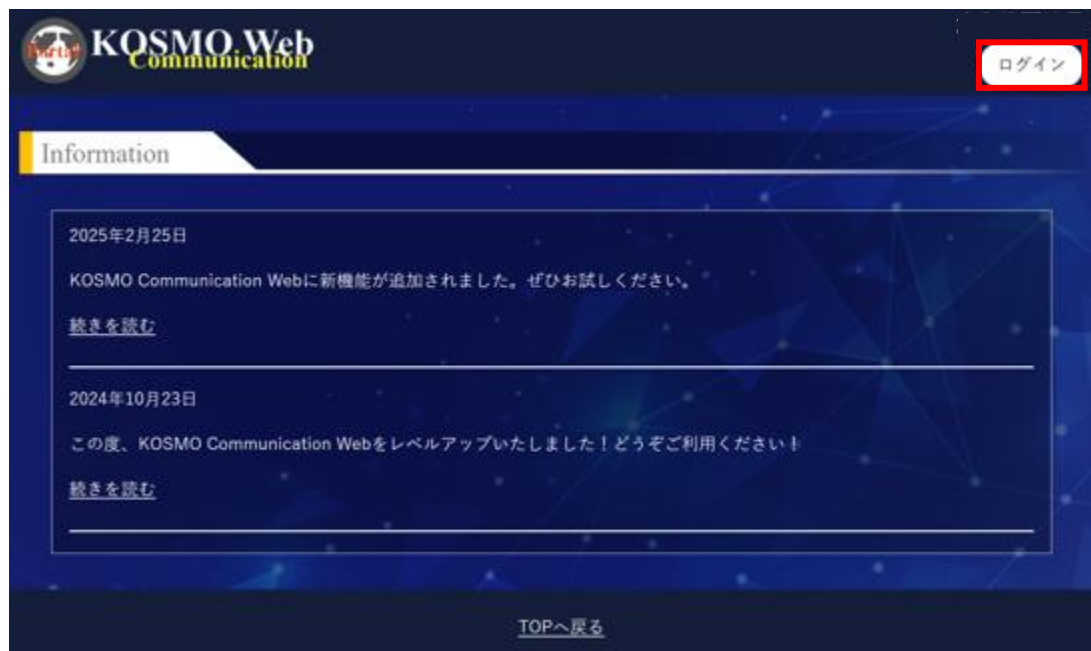 Portal
KOSMO Web
Communication
ログイン
Information
2025年2月25日
KOSMO Communication Webに新機能が追加されました。ぜひお試しください。
続きを読む
2024年10月23日
この度、KOSMO Communication Webをレベルアップいたしました！どうぞご利用ください！
続きを読む
TOPへ戻る